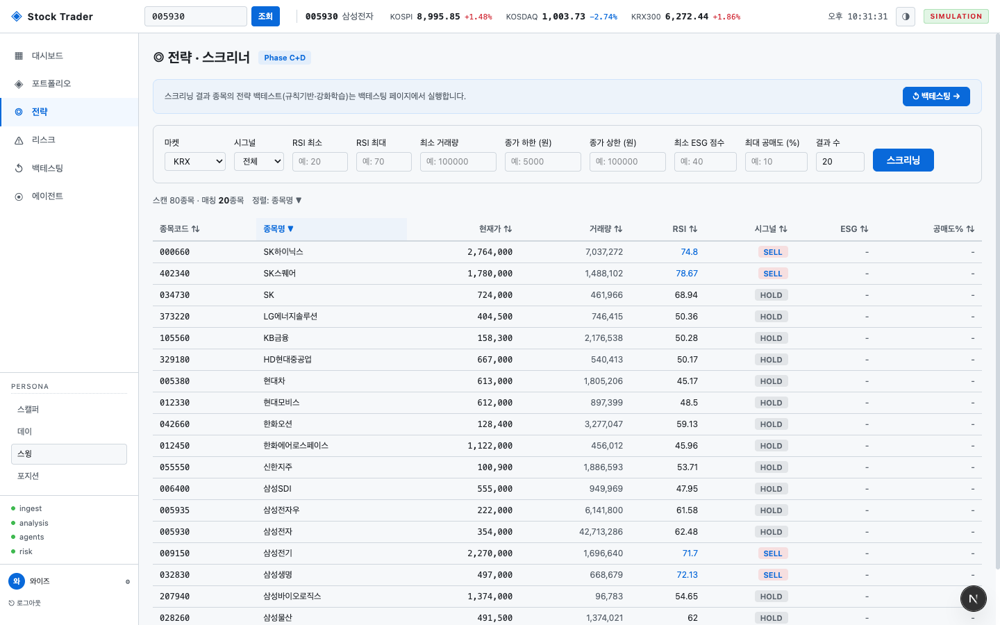 Stock Trader
005930
조회
005930 삼성전자
KOSPI 8,995.85 +1.48%
KOSDAQ 1,003.73 −2.74%
KRX300 6,272.44 +1.86%
오후 10:31:31
SIMULATION
대시보드
포트폴리오
전략
리스크
백테스팅
에이전트
PERSONA
스캘퍼
데이
스윙
포지션
ingest
analysis
agents
risk
와 와이즈
로그아웃
◎ 전략 · 스크리너
Phase C+D
스크리닝 결과 종목의 전략 백테스트(규칙기반·강화학습)는 백테스팅 페이지에서 실행합니다.
↺ 백테스팅 →
마켓 시그널 RSI 최소 RSI 최대 최소 거래량 종가 하한 (원) 종가 상한 (원) 최소 ESG 점수 최대 공매도 (%) 결과 수
KRX 전체 예: 20 예: 70 예: 100000 예: 5000 예: 100000 예: 40 예: 10 20 스크리닝
스캔 80종목 · 매칭 20종목 정렬: 종목명 ▼
종목코드 ⇅ 종목명 ▼ 현재가 ⇅ 거래량 ⇅ RSI ⇅ 시그널 ⇅ ESG ⇅ 공매도% ⇅
000660 SK하이닉스 2,764,000 7,037,272 74.8 SELL - -
402340 SK스퀘어 1,780,000 1,488,102 78.67 SELL - -
034730 SK 724,000 461,966 68.94 HOLD - -
373220 LG에너지솔루션 404,500 746,415 50.36 HOLD - -
105560 KB금융 158,300 2,176,538 50.28 HOLD - -
329180 HD현대중공업 667,000 540,413 50.17 HOLD - -
005380 현대차 613,000 1,805,206 45.17 HOLD - -
012330 현대모비스 612,000 897,399 48.5 HOLD - -
042660 한화오션 128,400 3,277,047 59.13 HOLD - -
012450 한화에어로스페이스 1,122,000 456,012 45.96 HOLD - -
055550 신한지주 100,900 1,886,593 53.71 HOLD - -
006400 삼성SDI 555,000 949,969 47.95 HOLD - -
005935 삼성전자우 222,000 6,141,800 61.58 HOLD - -
005930 삼성전자 354,000 42,713,286 62.48 HOLD - -
009150 삼성전기 2,270,000 1,696,640 71.7 SELL - -
032830 삼성생명 497,000 668,679 72.13 SELL - -
207940 삼성바이오로직스 1,374,000 96,783 54.65 HOLD - -
028260 삼성물산 491,500 1,374,021 62 HOLD - -
N